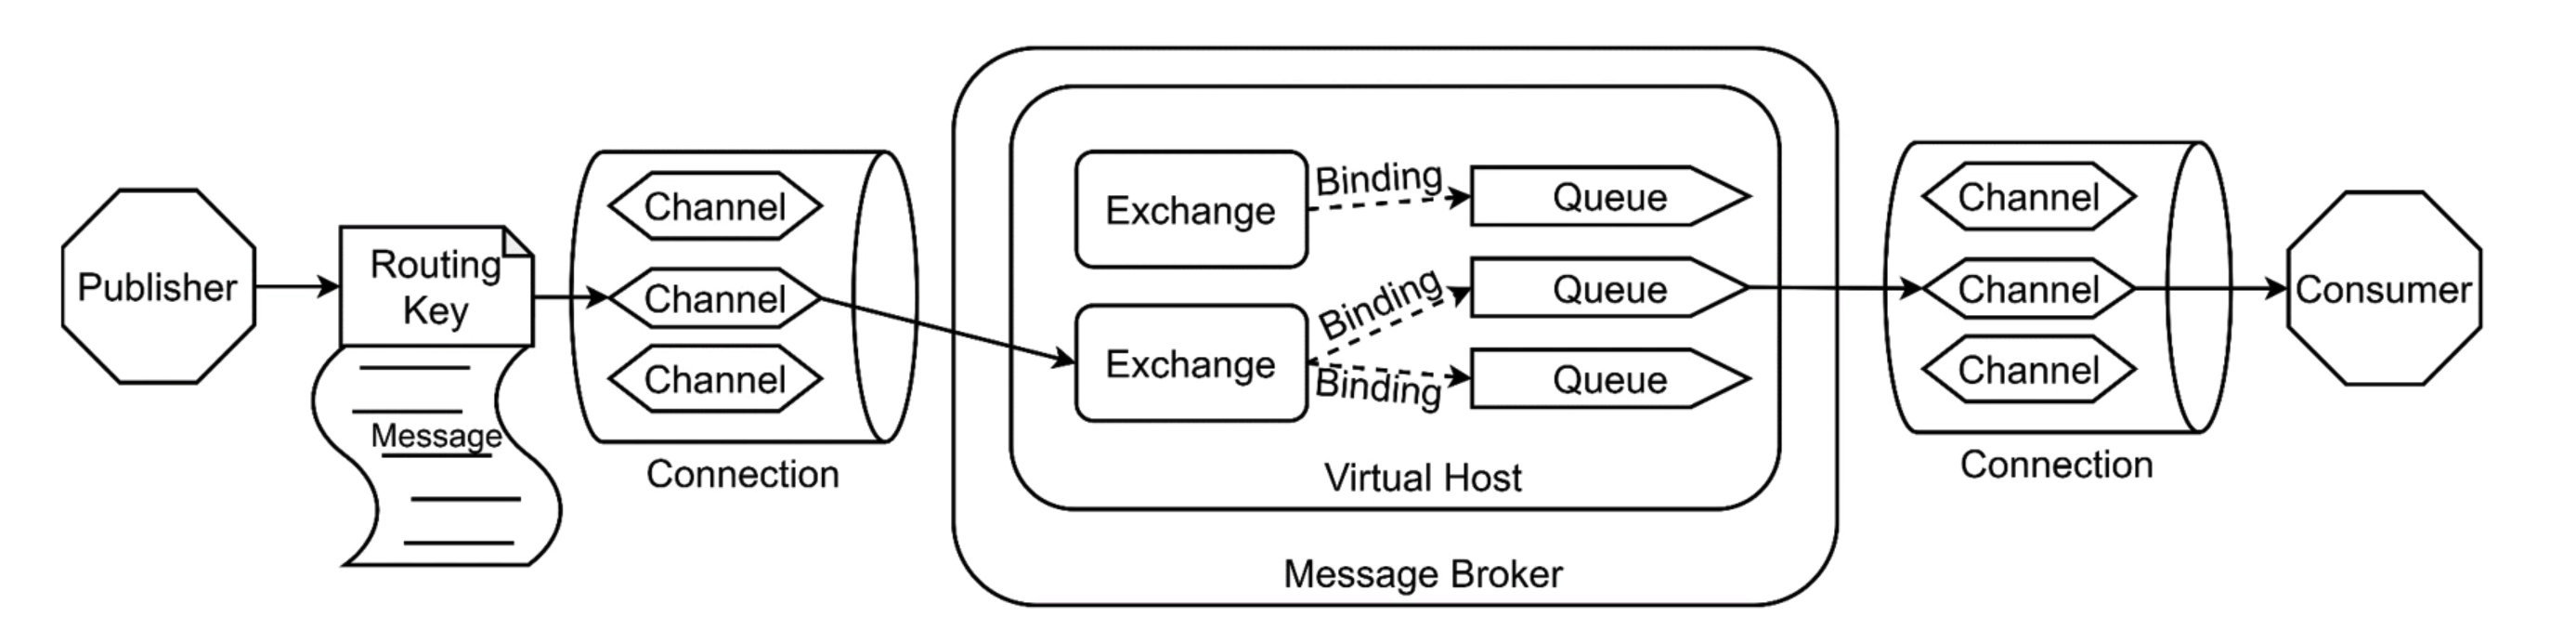 Publisher
Routing
Key
Message
Channel
Channel
Channel
Connection
Exchange
Exchange
Binding
Binding
Binding
Queue
Queue
Queue
Virtual Host
Message Broker
Channel
Channel
Channel
Connection
Consumer